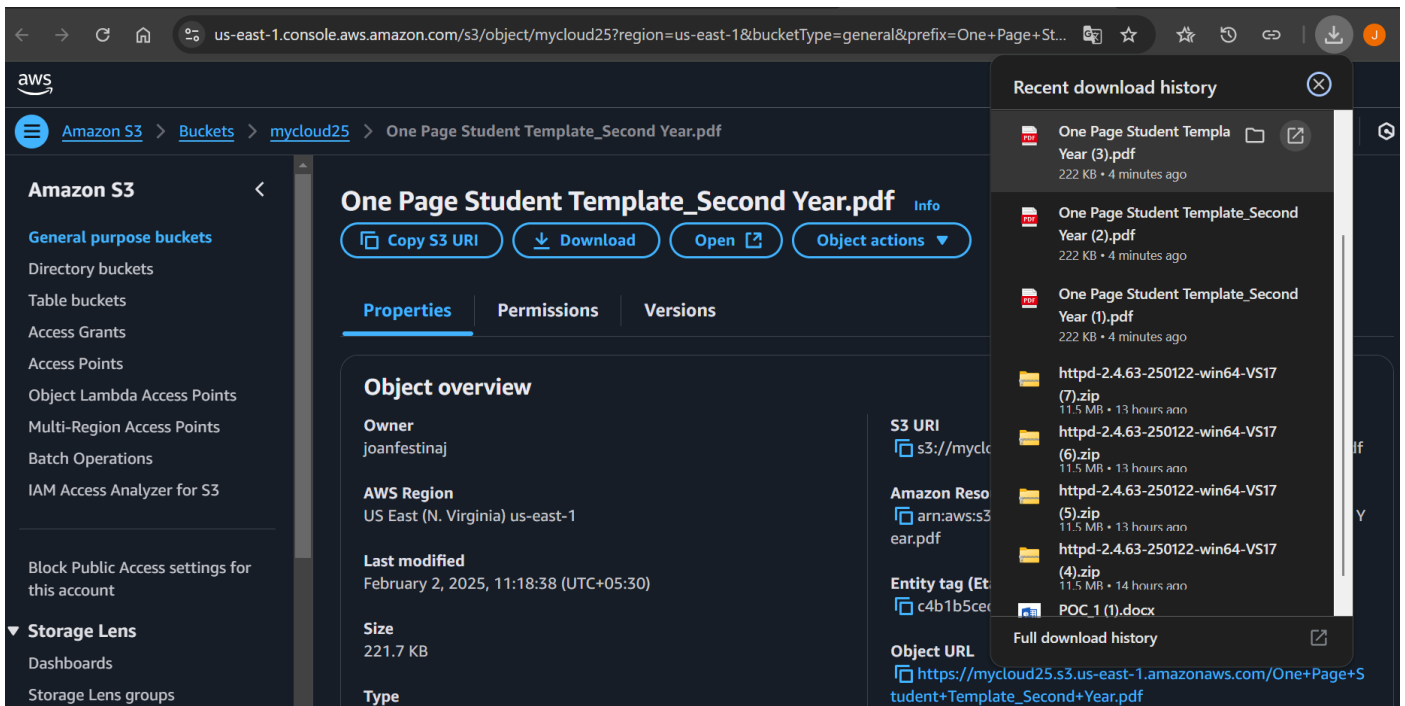 us-east-1.console.aws.amazon.com/s3/object/mycloud25?region=us-east-1&bucketType=general&prefix=One+Page+St...
J
aws
Amazon S3 > Buckets > mycloud25 > One Page Student Template_Second Year.pdf
Amazon S3
General purpose buckets
Directory buckets
Table buckets
Access Grants
Access Points
Object Lambda Access Points
Multi-Region Access Points
Batch Operations
IAM Access Analyzer for S3
Block Public Access settings for
this account
Storage Lens
Dashboards
Storage Lens groups
One Page Student Template_Second Year.pdf Info
Copy S3 URI Download Open Object actions
Properties Permissions Versions
Object overview
Owner
joanfestinaj
AWS Region
US East (N. Virginia) us-east-1
Last modified
February 2, 2025, 11:18:38 (UTC+05:30)
Size
221.7 KB
Type
S3 URI
s3://myclo
Amazon Reso
arn:aws:s3
Y
ear.pdf
Entity tag (Et
c4b1b5ce
Object URL
https://mycloud25.s3.us-east-1.amazonaws.com/One+Page+S
tudent+Template_Second+Year.pdf
Recent download history
PDF
One Page Student Templa
Year (3).pdf
222 KB • 4 minutes ago
PDF
One Page Student Template_Second
Year (2).pdf
222 KB • 4 minutes ago
PDF
One Page Student Template_Second
Year (1).pdf
222 KB • 4 minutes ago
httpd-2.4.63-250122-win64-VS17
(7).zip
11.5 MB • 13 hours ago
httpd-2.4.63-250122-win64-VS17
(6).zip
11.5 MB • 13 hours ago
httpd-2.4.63-250122-win64-VS17
(5).zip
11.5 MB • 13 hours ago
httpd-2.4.63-250122-win64-VS17
(4).zip
11.5 MB • 14 hours ago
POC_1 (1).docx
Full download history